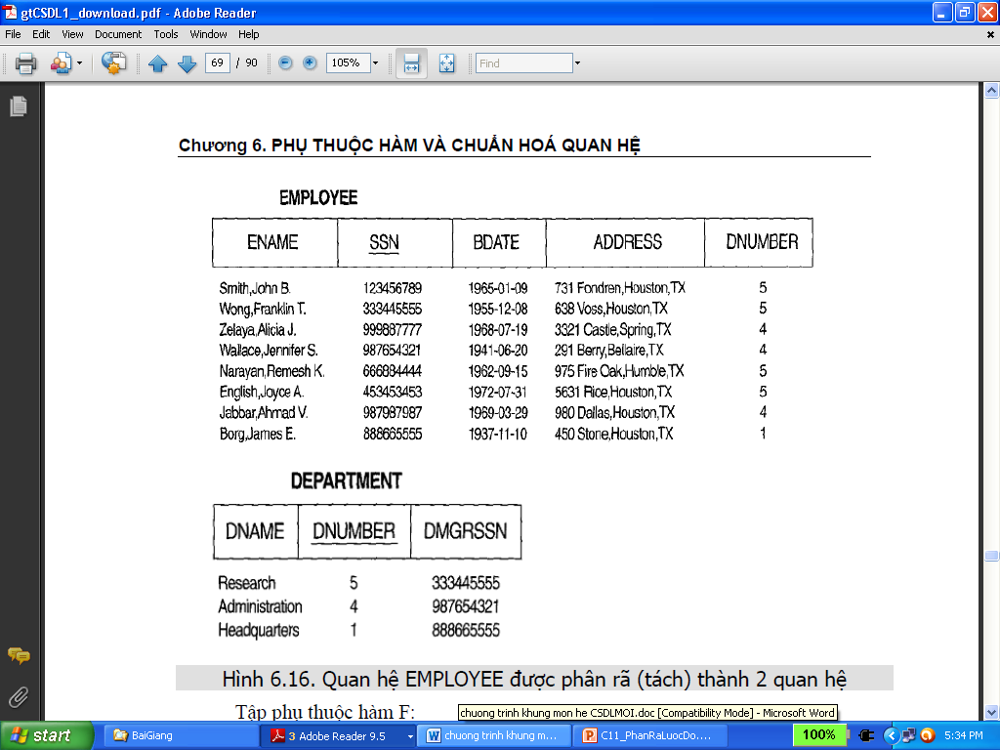 gtCSDL1_download.pdf - Adobe Reader
File Edit View Document Tools Window Help
69 / 90 105% Find
Chương 6. PHỤ THUỘC HÀM VÀ CHUẨN HOÁ QUAN HỆ
EMPLOYEE
ENAME SSN BDATE ADDRESS DNUMBER
Smith,John B. 123456789 1965-01-09 731 Fondren,Houston,TX 5
Wong,Franklin T. 333445555 1955-12-08 638 Voss,Houston,TX 5
Zelaya,Alicia J. 999887777 1968-07-19 3321 Castle,Spring,TX 4
Wallace,Jennifer S. 987654321 1941-06-20 291 Berry,Bellaire,TX 4
Narayan,Remesh K. 666884444 1962-09-15 975 Fire Oak,Humble,TX 5
English,Joyce A. 453453453 1972-07-31 5631 Rice,Houston,TX 5
Jabbar,Ahmad V. 987987987 1969-03-29 980 Dallas,Houston,TX 4
Borg,James E. 888665555 1937-11-10 450 Stone,Houston,TX 1
DEPARTMENT
DNAME DNUMBER DMGRSSN
Research 5 333445555
Administration 4 987654321
Headquarters 1 888665555
Hình 6.16. Quan hệ EMPLOYEE được phân rã (tách) thành 2 quan hệ
Tập phụ thuộc hàm F:
chuong trinh khung mon he CSDLMOI.doc [Compatibility Mode] - Microsoft Word
start BaiGiang 3 Adobe Reader 9.5 chuong trinh khung m... C11_PhanRaLuocDo.... 100% 5:34 PM